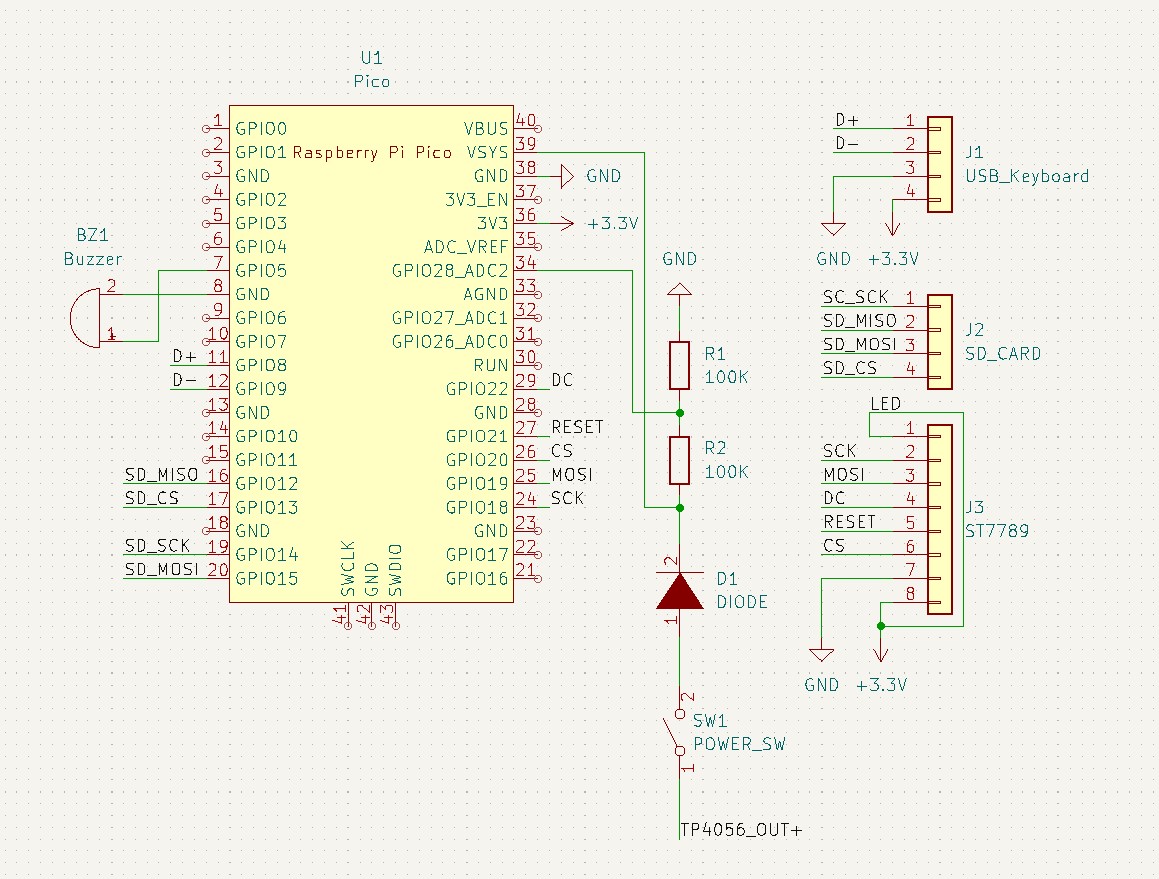 U1
Pico
Raspberry Pi Pico
1 GPIO0
2 GPIO1
3 GND
4 GPIO2
5 GPIO3
6 GPIO4
7 GPIO5
8 GND
9 GPIO6
10 GPIO7
D+ 11 GPIO8
D- 12 GPIO9
13 GND
14 GPIO10
15 GPIO11
SD_MISO 16 GPIO12
SD_CS 17 GPIO13
18 GND
SD_SCK 19 GPIO14
SD_MOSI 20 GPIO15
VBUS 40
VSYS 39
GND 38 GND
3V3_EN 37
3V3 36 +3.3V
ADC_VREF 35
GPIO28_ADC2 34
AGND 33
GPIO27_ADC1 32
GPIO26_ADC0 31
RUN 30
GPIO22 29 DC
GND 28
GPIO21 27 RESET
GPIO20 26 CS
GPIO19 25 MOSI
GPIO18 24 SCK
GND 23
GPIO17 22
GPIO16 21
SWCLK 41
GND 42
SWDIO 43
BZ1
Buzzer
2
1
+
GND
R1
100K
R2
100K
2
D1
DIODE
1
2
SW1
POWER_SW
1
TP4056_OUT+
D+ 1
D- 2
3
4
J1
USB_Keyboard
GND +3.3V
SC_SCK 1
SD_MISO 2
SD_MOSI 3
SD_CS 4
J2
SD_CARD
LED
1
SCK 2
MOSI 3
DC 4
RESET 5
CS 6
7
8
J3
ST7789
GND +3.3V